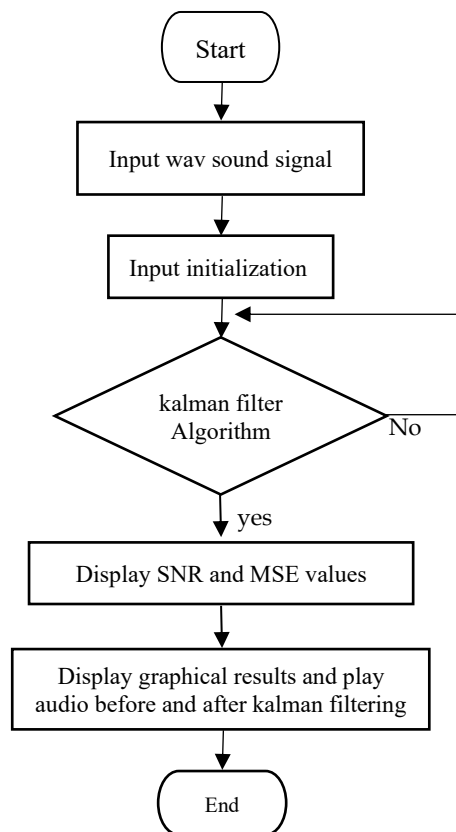 Start
Input wav sound signal
Input initialization
kalman filter
Algorithm
No
yes
Display SNR and MSE values
Display graphical results and play
audio before and after kalman filtering
End